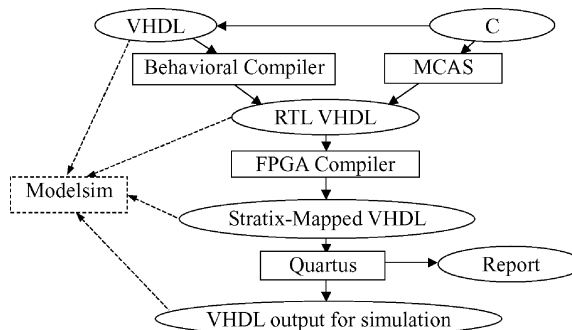 VHDL
C
Behavioral Compiler
MCAS
RTL VHDL
FPGA Compiler
Modelsim
Stratix-Mapped VHDL
Quartus
Report
VHDL output for simulation